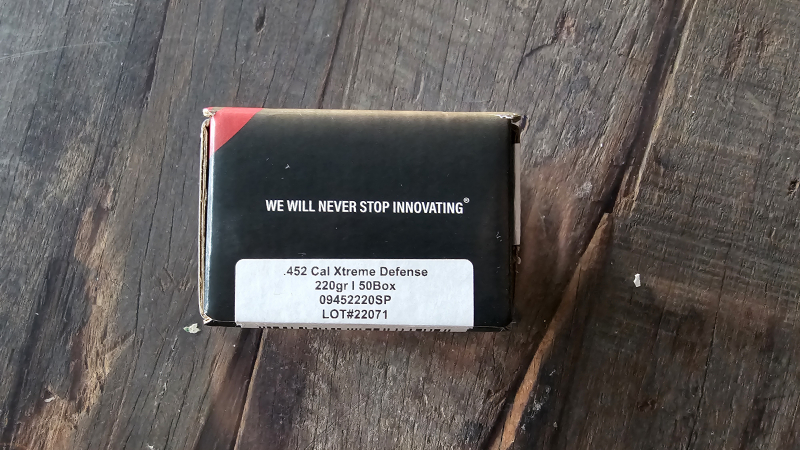 WE WILL NEVER STOP INNOVATING®
.452 Cal Xtreme Defense
220gr I 50Box
09452220SP
LOT#22071